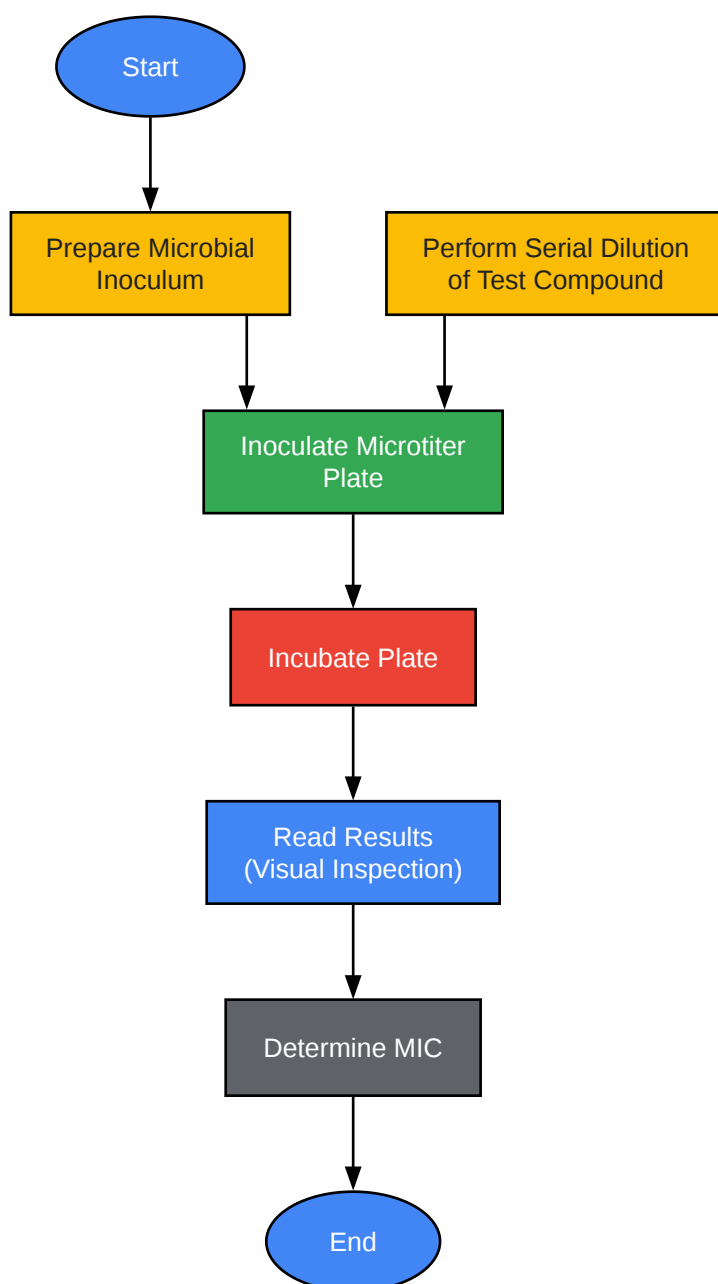 Start
Prepare Microbial
Inoculum
Perform Serial Dilution
of Test Compound
Inoculate Microtiter
Plate
Incubate Plate
Read Results
(Visual Inspection)
Determine MIC
End